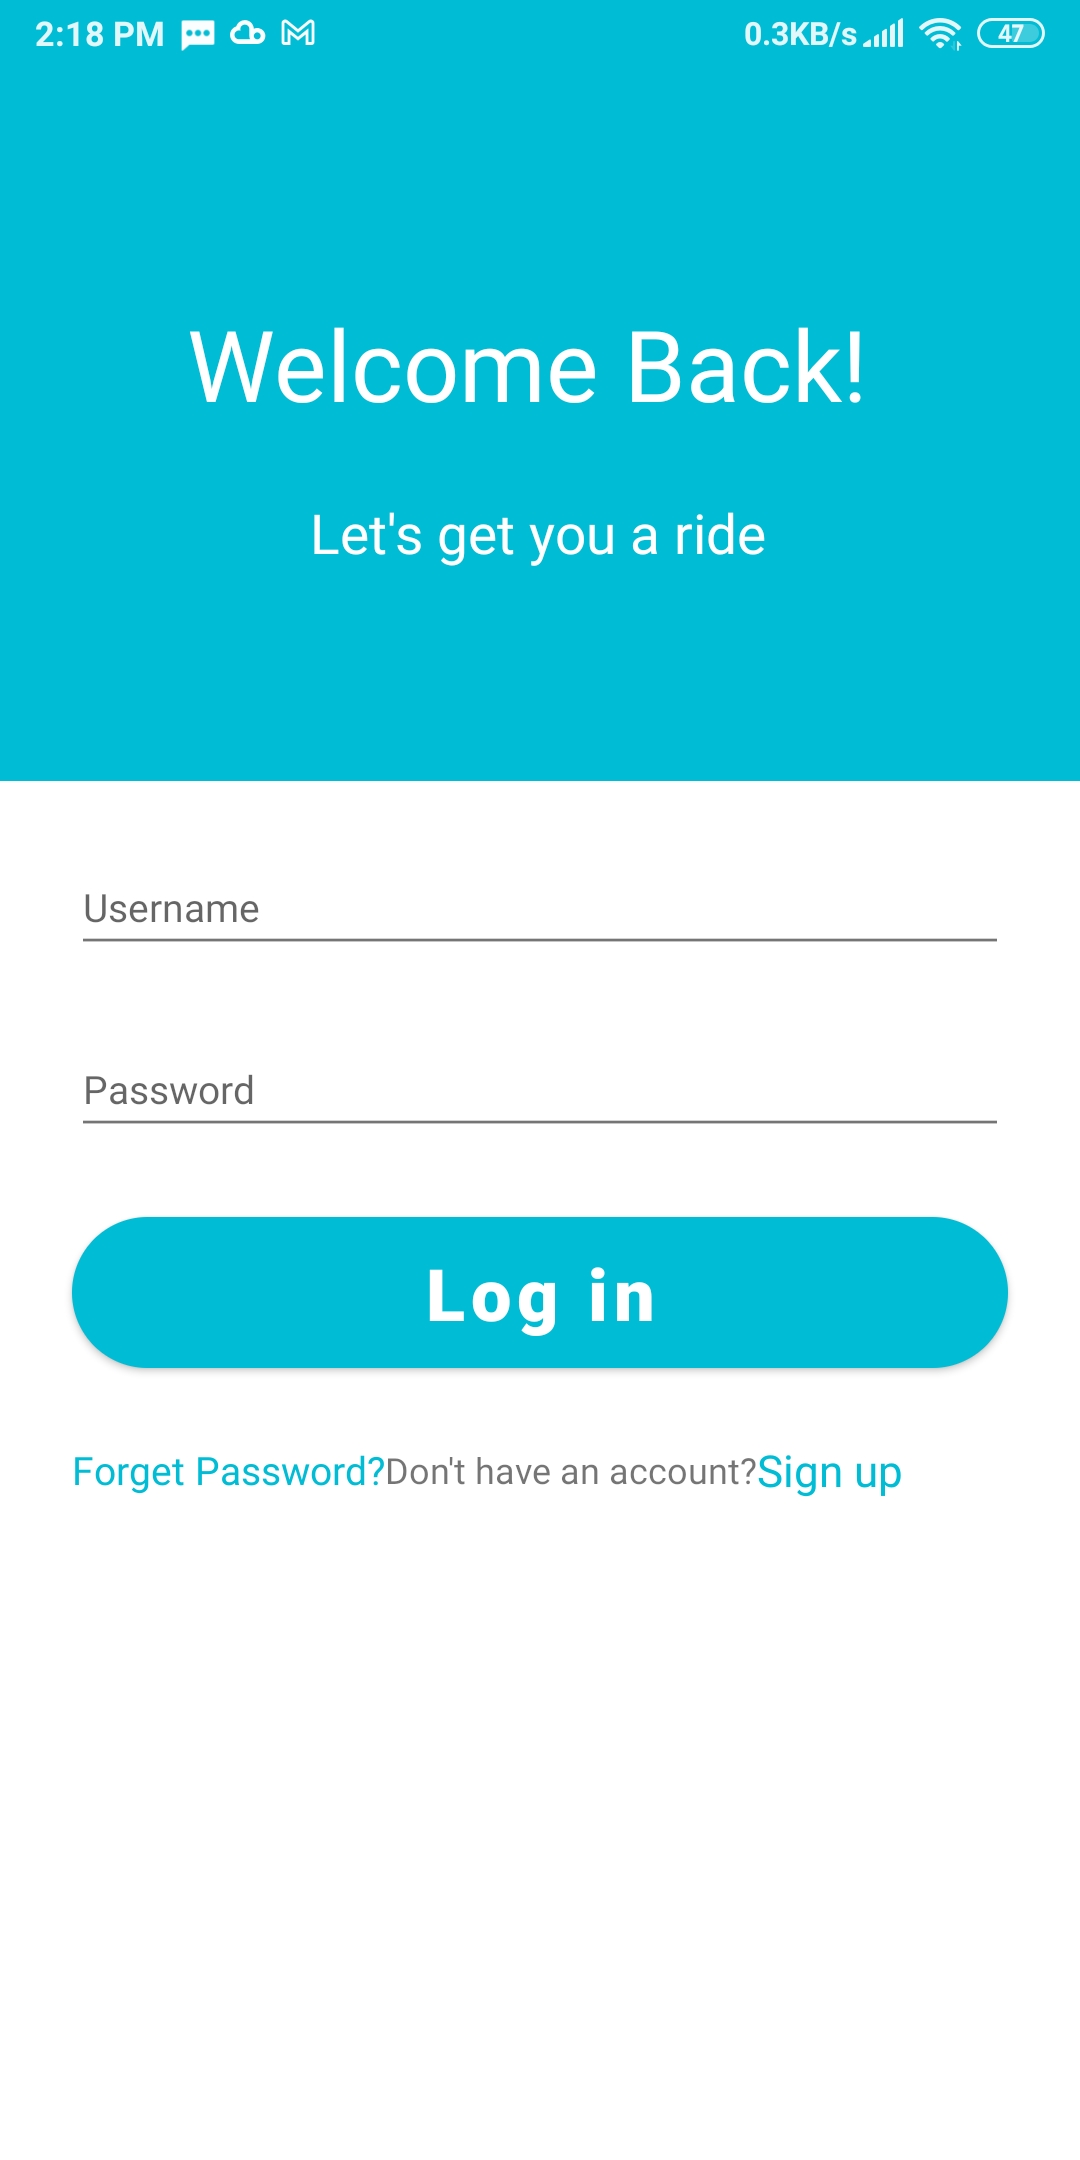 2:18 PM 0.3KB/s 47
Welcome Back!
Let's get you a ride
Username
Password
Log in
Forget Password?Don't have an account?Sign up